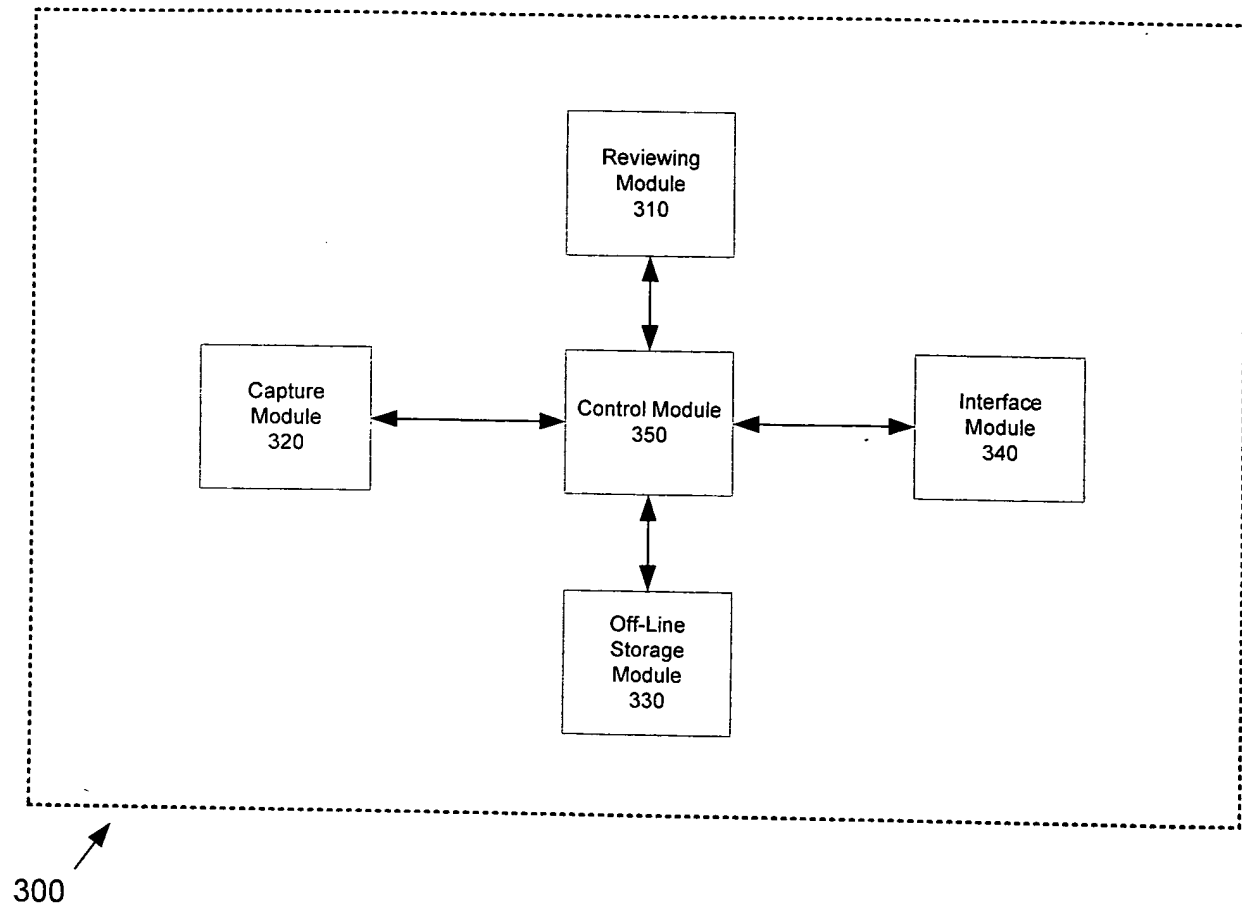 Reviewing
Module
310
Capture
Module
320
Control Module
350
Interface
Module
340
Off-Line
Storage
Module
330
300